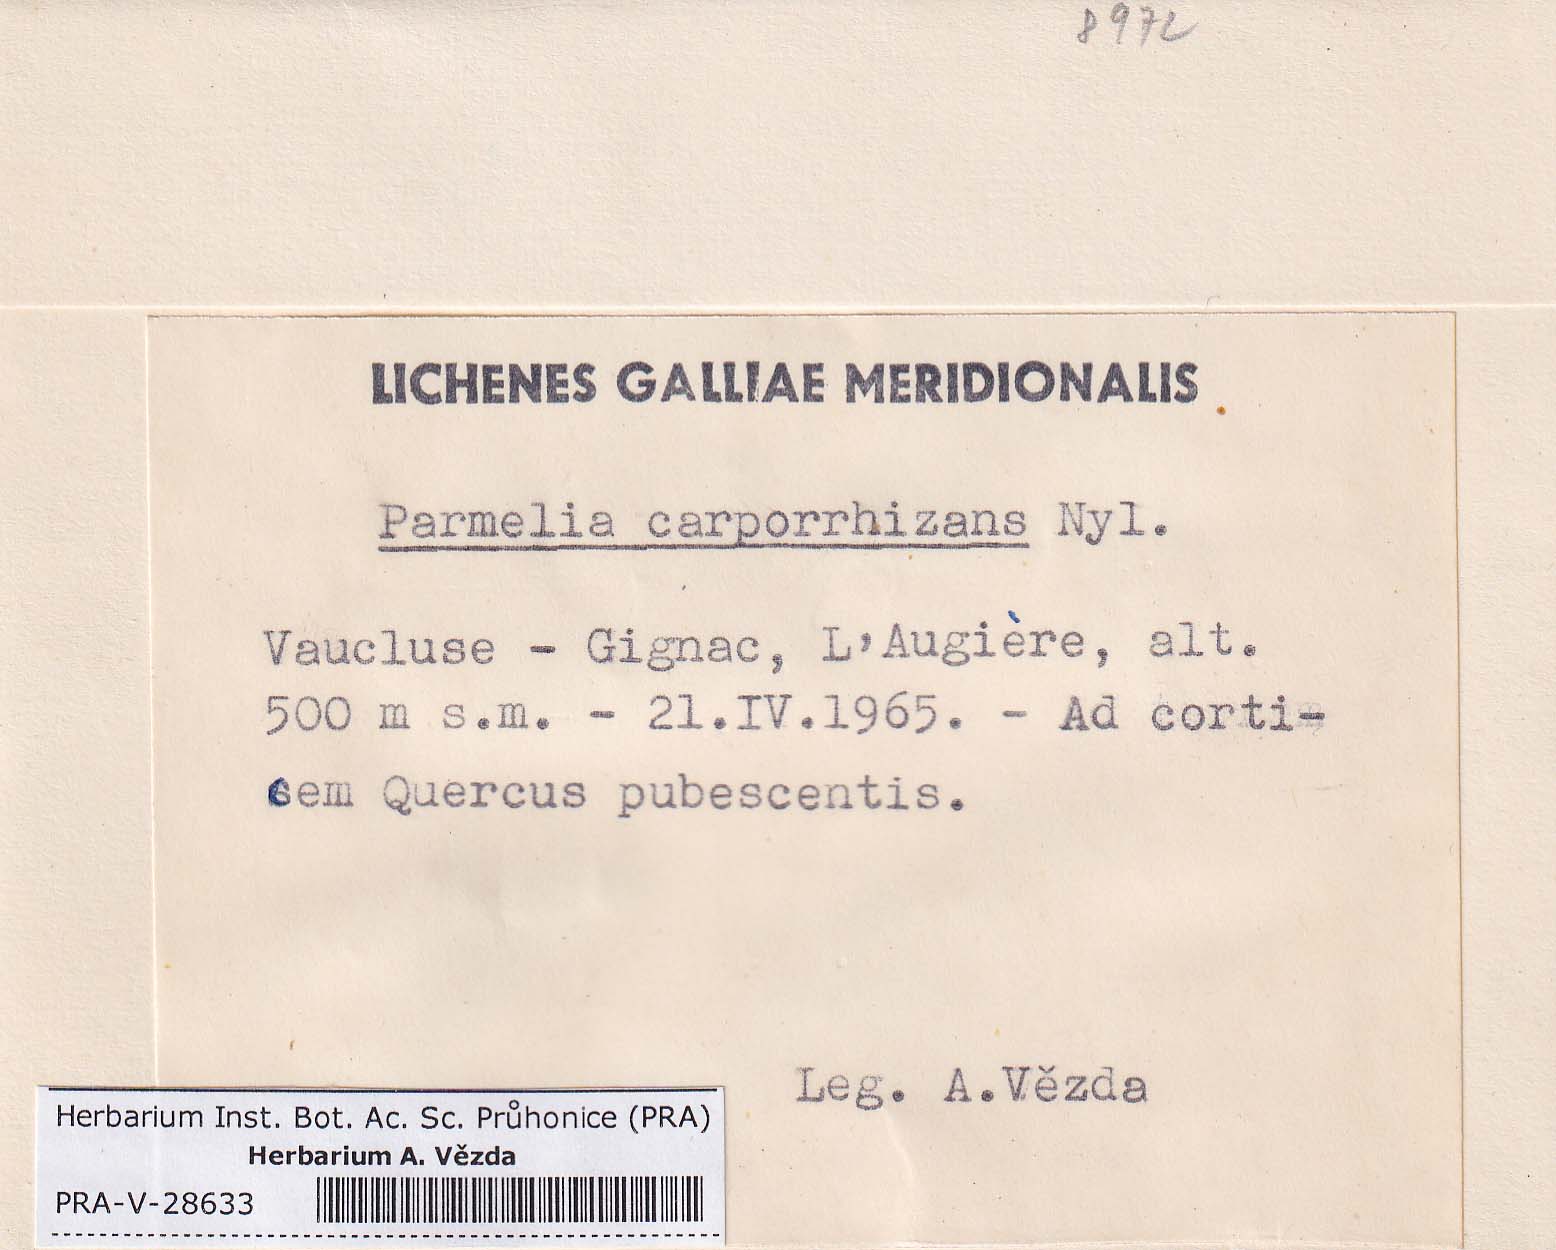 8972
LICHENES GALLIAE MERIDIONALIS
Parmelia carporrhizans Nyl.
Vaucluse - Gignac, L'Augière, alt.
500 m s.m. - 21.IV.1965. - Ad corti-
cem Quercus pubescentis.
Leg. A.Vězda
Herbarium Inst. Bot. Ac. Sc. Průhonice (PRA)
Herbarium A. Vězda
PRA-V-28633